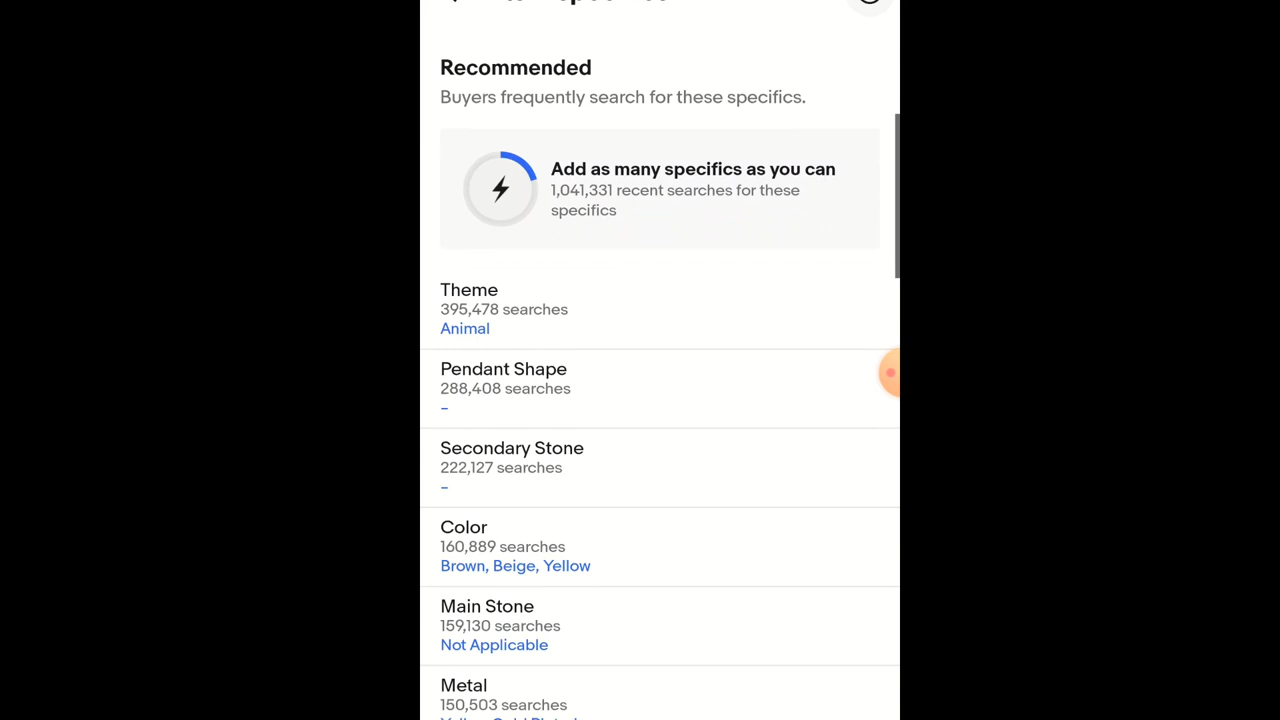 Recommended
Buyers frequently search for these specifics.
Add as many specifics as you can
1,041,331 recent searches for these
specifics
Theme
395,478 searches
Animal
Pendant Shape
288,408 searches
–
Secondary Stone
222,127 searches
–
Color
160,889 searches
Brown, Beige, Yellow
Main Stone
159,130 searches
Not Applicable
Metal
150,503 searches